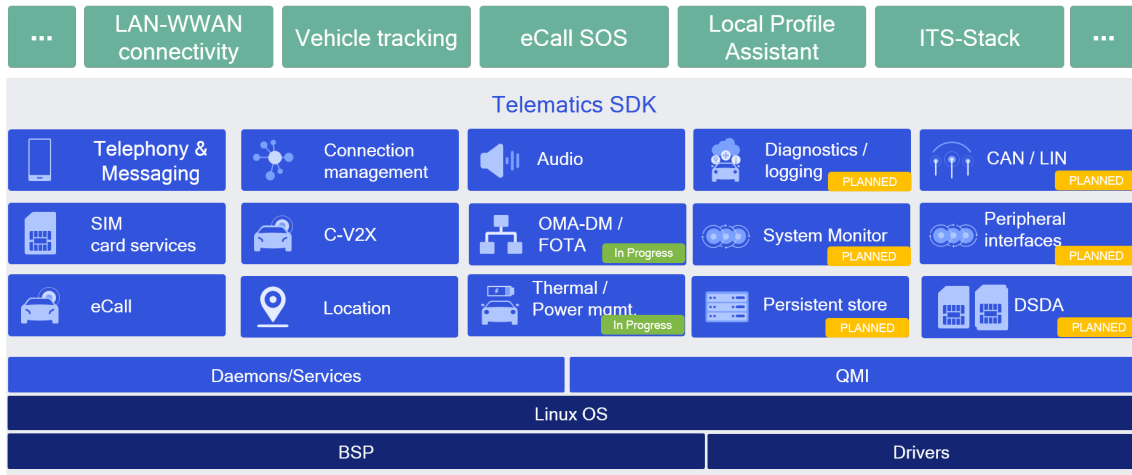 ...
LAN-WWAN
connectivity
Vehicle tracking
eCall SOS
Local Profile
Assistant
ITS-Stack
...
Telematics SDK
Telephony &
Messaging
Connection
management
Audio
Diagnostics /
logging
PLANNED
CAN / LIN
PLANNED
SIM
card services
C-V2X
OMA-DM /
FOTA
In Progress
System Monitor
PLANNED
Peripheral
interfaces
PLANNED
eCall
Location
Thermal /
Power mgmt.
In Progress
Persistent store
PLANNED
DSDA
PLANNED
Daemons/Services
QMI
Linux OS
BSP
Drivers